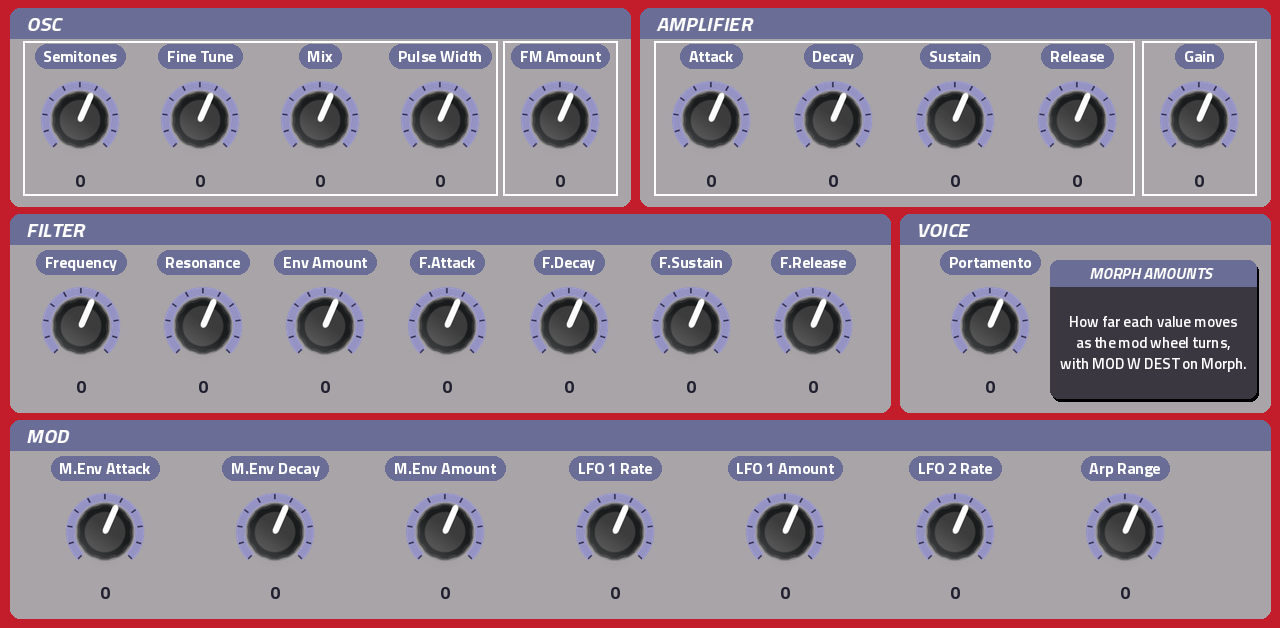 OSC
Semitones Fine Tune Mix Pulse Width FM Amount
0 0 0 0 0
AMPLIFIER
Attack Decay Sustain Release Gain
0 0 0 0 0
FILTER
Frequency Resonance Env Amount F.Attack F.Decay F.Sustain F.Release
0 0 0 0 0 0 0
VOICE
Portamento
0
MORPH AMOUNTS
How far each value moves
as the mod wheel turns,
with MOD W DEST on Morph.
MOD
M.Env Attack M.Env Decay M.Env Amount LFO 1 Rate LFO 1 Amount LFO 2 Rate Arp Range
0 0 0 0 0 0 0